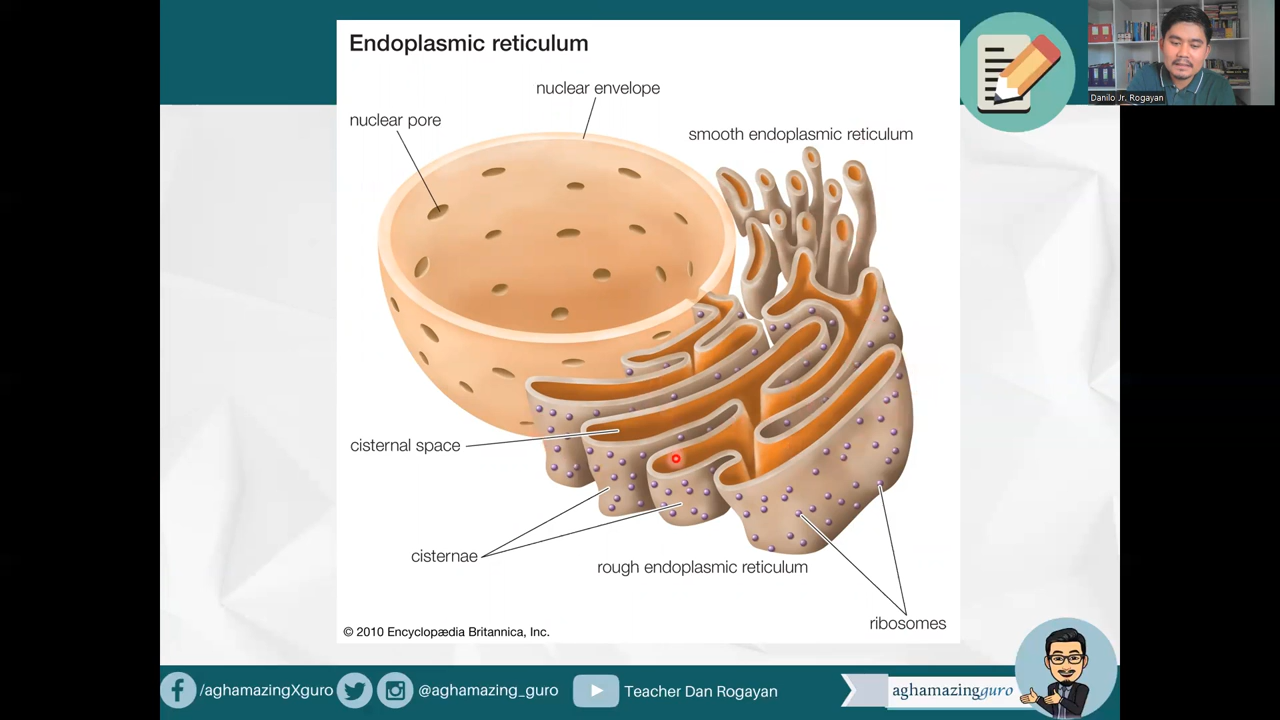 Endoplasmic reticulum
nuclear envelope
nuclear pore
smooth endoplasmic reticulum
cisternal space
cisternae
rough endoplasmic reticulum
ribosomes
© 2010 Encyclopædia Britannica, Inc.
Danilo Jr. Rogayan
/aghamazingXguro
@aghamazing_guro
Teacher Dan Rogayan
aghamazingguro